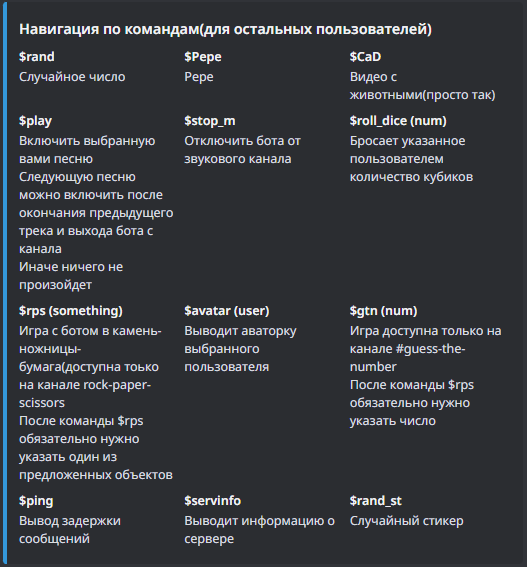 Навигация по командам(для остальных пользователей)
$rand
Случайное число
$Pepe
Pepe
$CaD
Видео с
животными(просто так)
$play
Включить выбранную
вами песню
Следующую песню
можно включить после
окончания предыдущего
трека и выхода бота с
канала
Иначе ничего не
произойдет
$stop_m
Отключить бота от
звукового канала
$roll_dice (num)
Бросает указанное
пользователем
количество кубиков
$rps (something)
Игра с ботом в камень-
ножницы-
бумага(доступна тоько
на канале rock-paper-
scissors
После команды $rps
обязательно нужно
указать один из
предложенных объектов
$avatar (user)
Выводит аваторку
выбранного
пользователя
$gtn (num)
Игра доступна только на
канале #guess-the-
number
После команды $rps
обязательно нужно
указать число
$ping
Вывод задержки
сообщений
$servinfo
Выводит информацию о
сервере
$rand_st
Случайный стикер